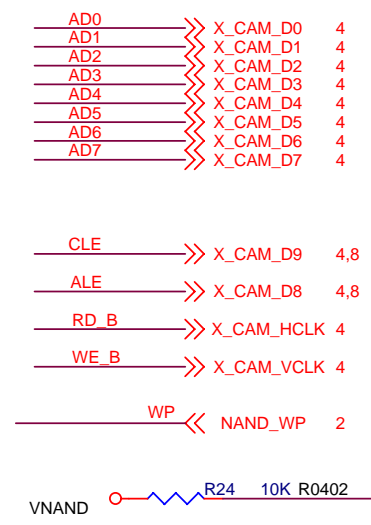 AD0 X_CAM_D0 4
AD1 X_CAM_D1 4
AD2 X_CAM_D2 4
AD3 X_CAM_D3 4
AD4 X_CAM_D4 4
AD5 X_CAM_D5 4
AD6 X_CAM_D6 4
AD7 X_CAM_D7 4
CLE X_CAM_D9 4,8
ALE X_CAM_D8 4,8
RD_B X_CAM_HCLK 4
WE_B X_CAM_VCLK 4
WP NAND_WP 2
R24 10K R0402
VNAND